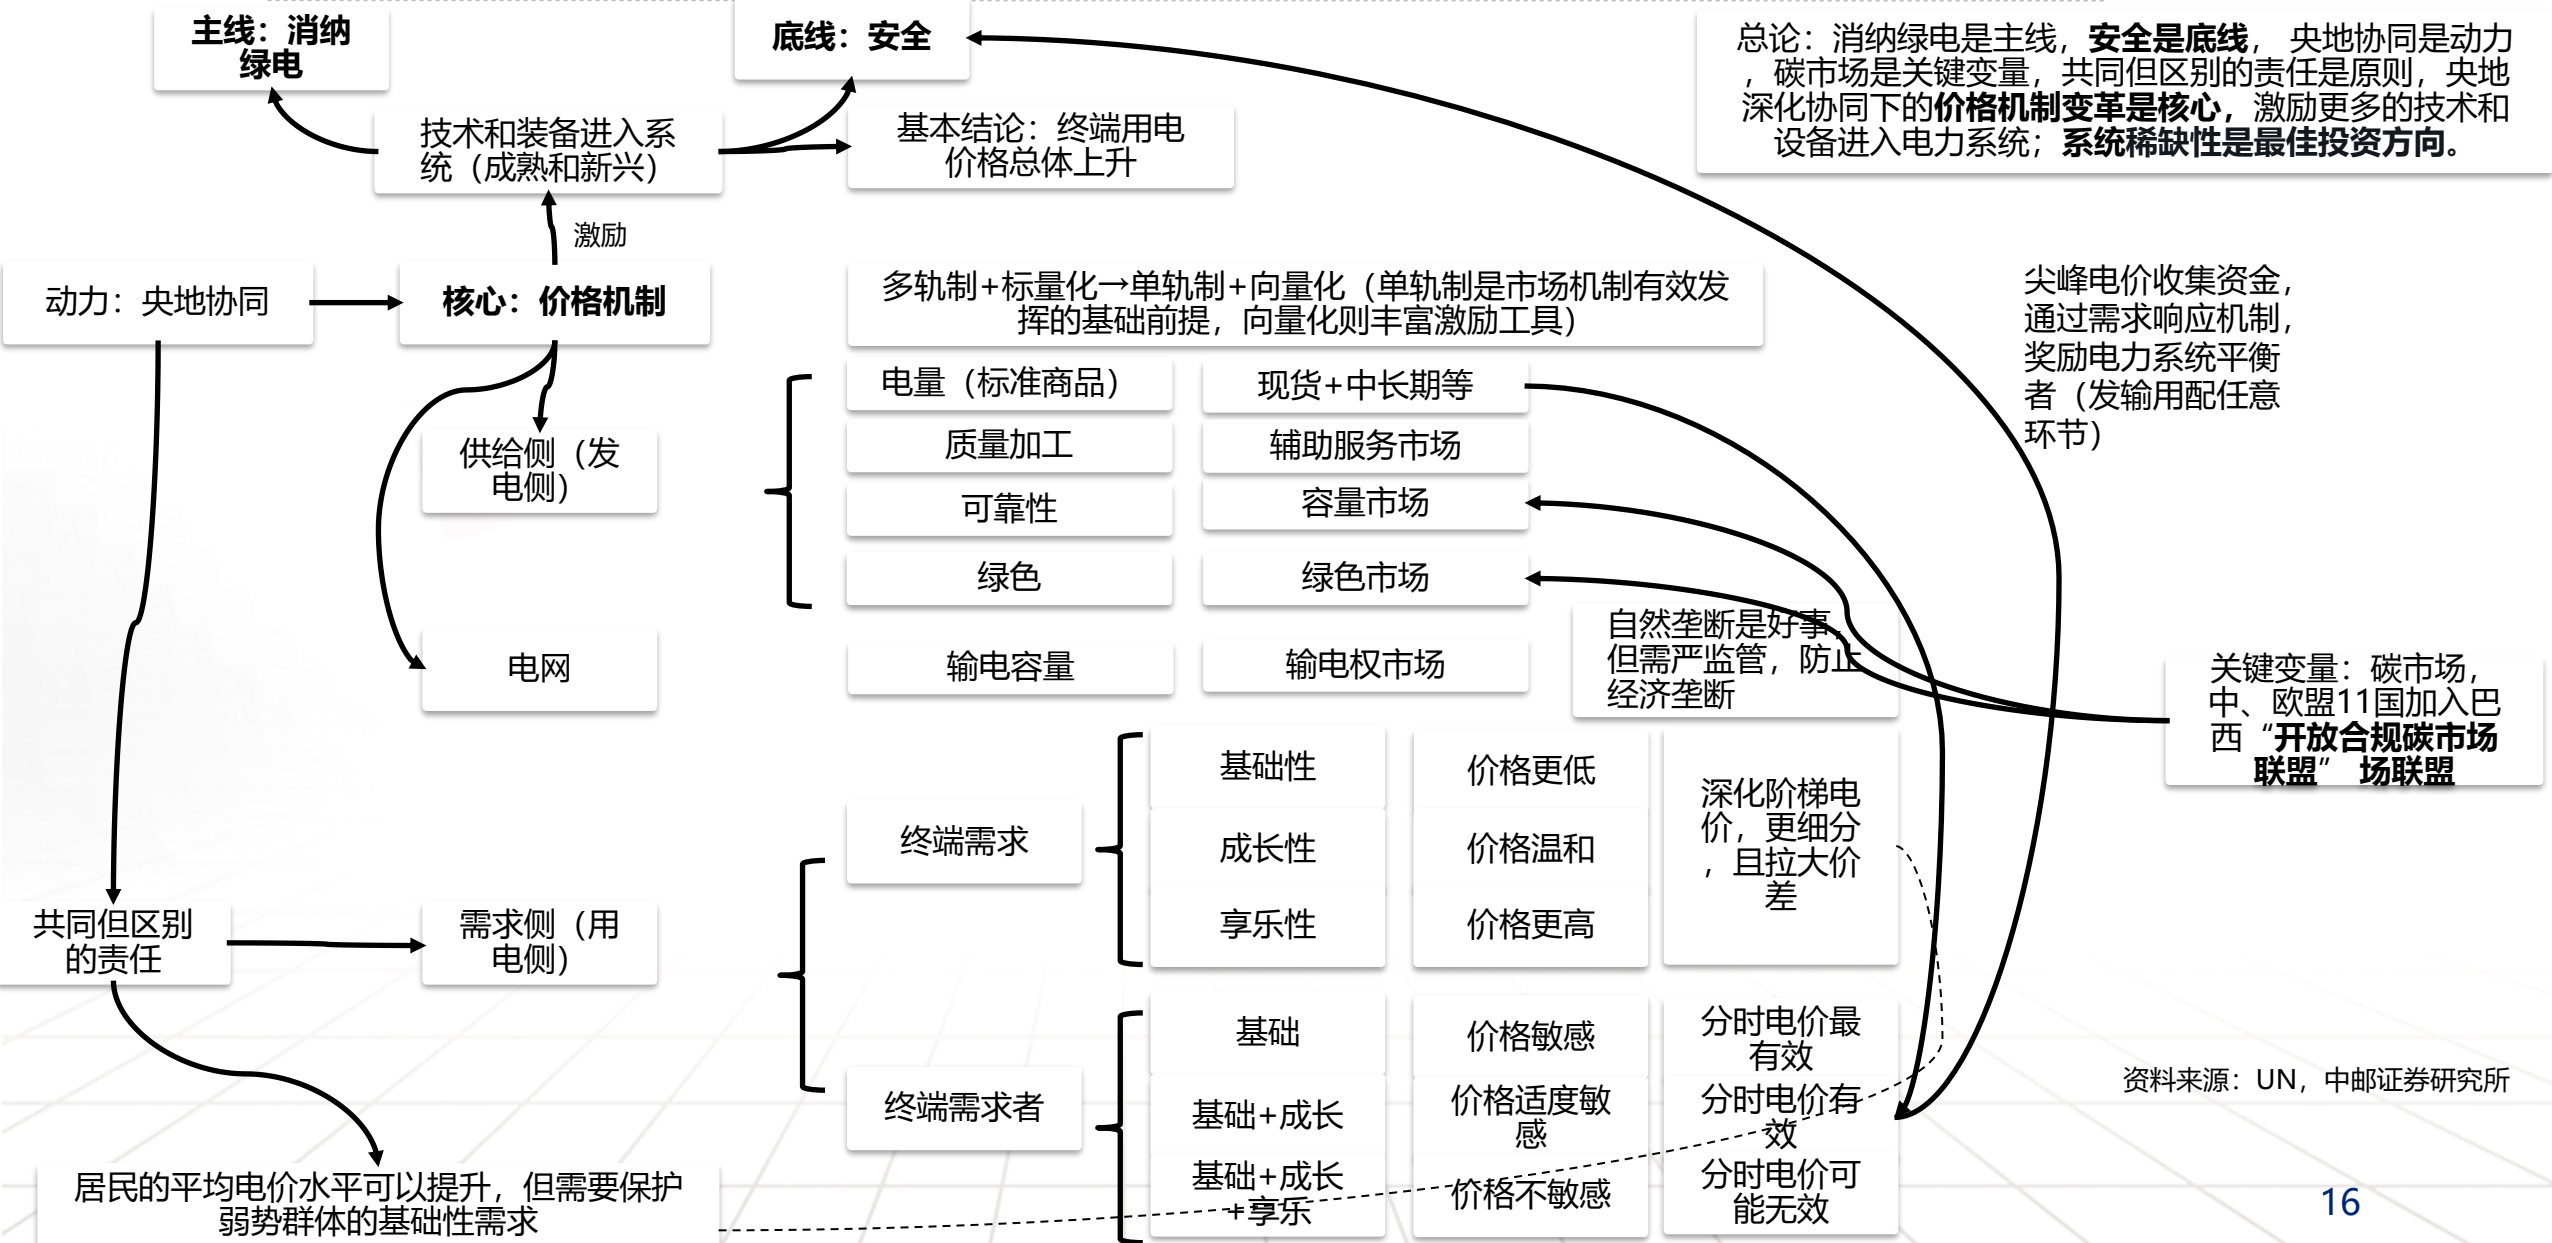 主线：消纳
绿电
底线：安全
总论：消纳绿电是主线，安全是底线， 央地协同是动力
，碳市场是关键变量，共同但区别的责任是原则，央地
深化协同下的价格机制变革是核心，激励更多的技术和
设备进入电力系统；系统稀缺性是最佳投资方向。
技术和装备进入系
统（成熟和新兴）
基本结论：终端用电
价格总体上升
激励
动力：央地协同
核心：价格机制
多轨制+标量化→单轨制+向量化（单轨制是市场机制有效发
挥的基础前提，向量化则丰富激励工具）
尖峰电价收集资金，
通过需求响应机制，
奖励电力系统平衡
者（发输用配任意
环节）
供给侧（发
电侧）
电量（标准商品）
现货+中长期等
质量加工
辅助服务市场
可靠性
容量市场
绿色
绿色市场
电网
输电容量
输电权市场
自然垄断是好事，
但需严监管，防止
经济垄断
关键变量：碳市场，
中、欧盟11国加入巴
西“开放合规碳市场
联盟” 场联盟
共同但区别
的责任
需求侧（用
电侧）
终端需求
基础性
价格更低
成长性
价格温和
享乐性
价格更高
深化阶梯电
价，更细分
，且拉大价
差
终端需求者
基础
价格敏感
分时电价最
有效
基础+成长
价格适度敏
感
分时电价有
效
基础+成长
+享乐
价格不敏感
分时电价可
能无效
居民的平均电价水平可以提升，但需要保护
弱势群体的基础性需求
资料来源：UN，中邮证券研究所
16